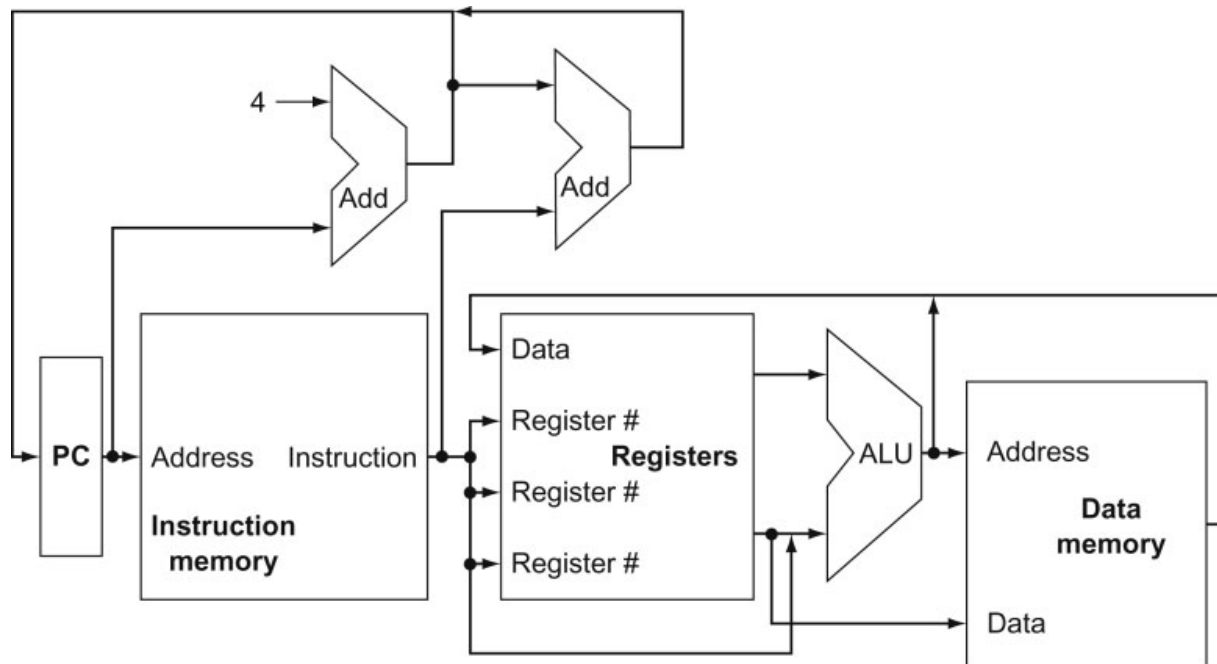 4
Add
Add
Data
Register #
Register #
Register #
Registers
PC
Address
Instruction
Instruction
memory
ALU
Address
Data
memory
Data